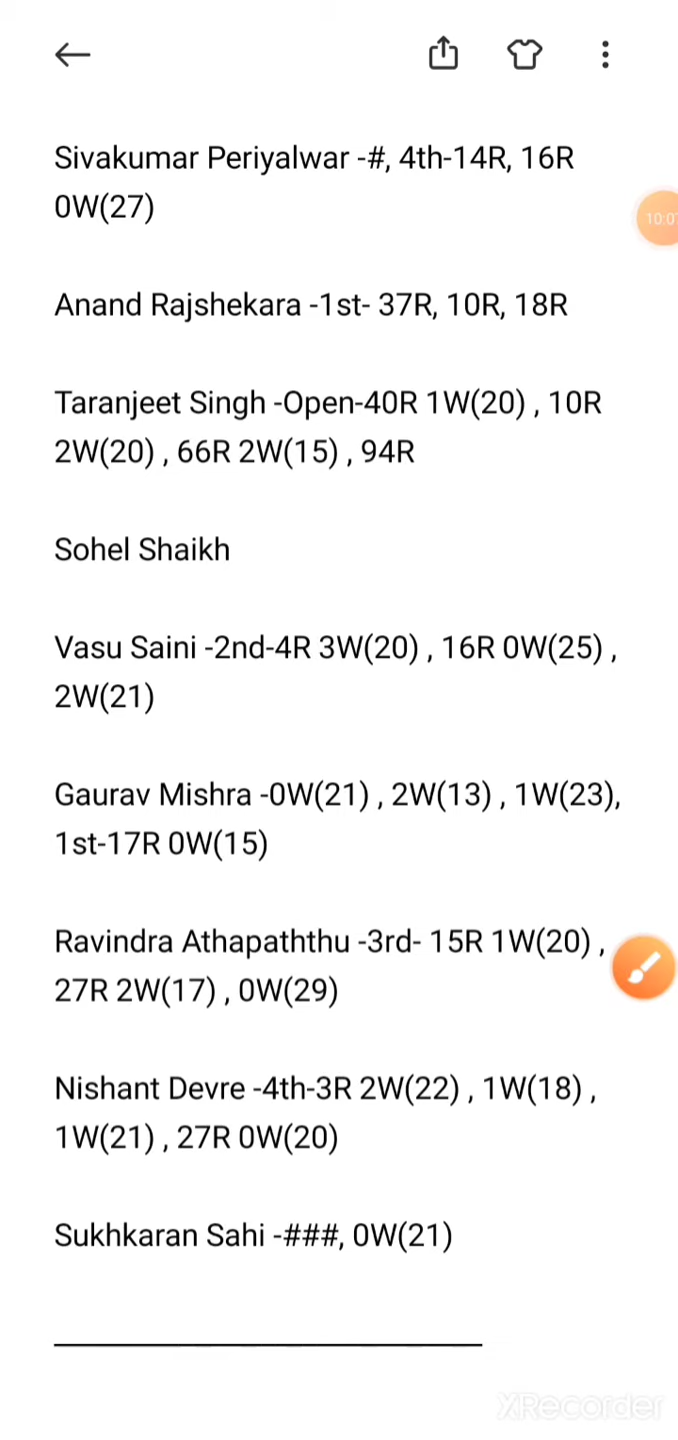 Sivakumar Periyalwar -#, 4th-14R, 16R
0W(27)
10:0
Anand Rajshekara -1st- 37R, 10R, 18R
Taranjeet Singh -Open-40R 1W(20) , 10R
2W(20) , 66R 2W(15) , 94R
Sohel Shaikh
Vasu Saini -2nd-4R 3W(20) , 16R 0W(25) ,
2W(21)
Gaurav Mishra -0W(21) , 2W(13) , 1W(23),
1st-17R 0W(15)
Ravindra Athapaththu -3rd- 15R 1W(20) ,
27R 2W(17) , 0W(29)
Nishant Devre -4th-3R 2W(22) , 1W(18) ,
1W(21) , 27R 0W(20)
Sukhkaran Sahi -###, 0W(21)
XRecorder